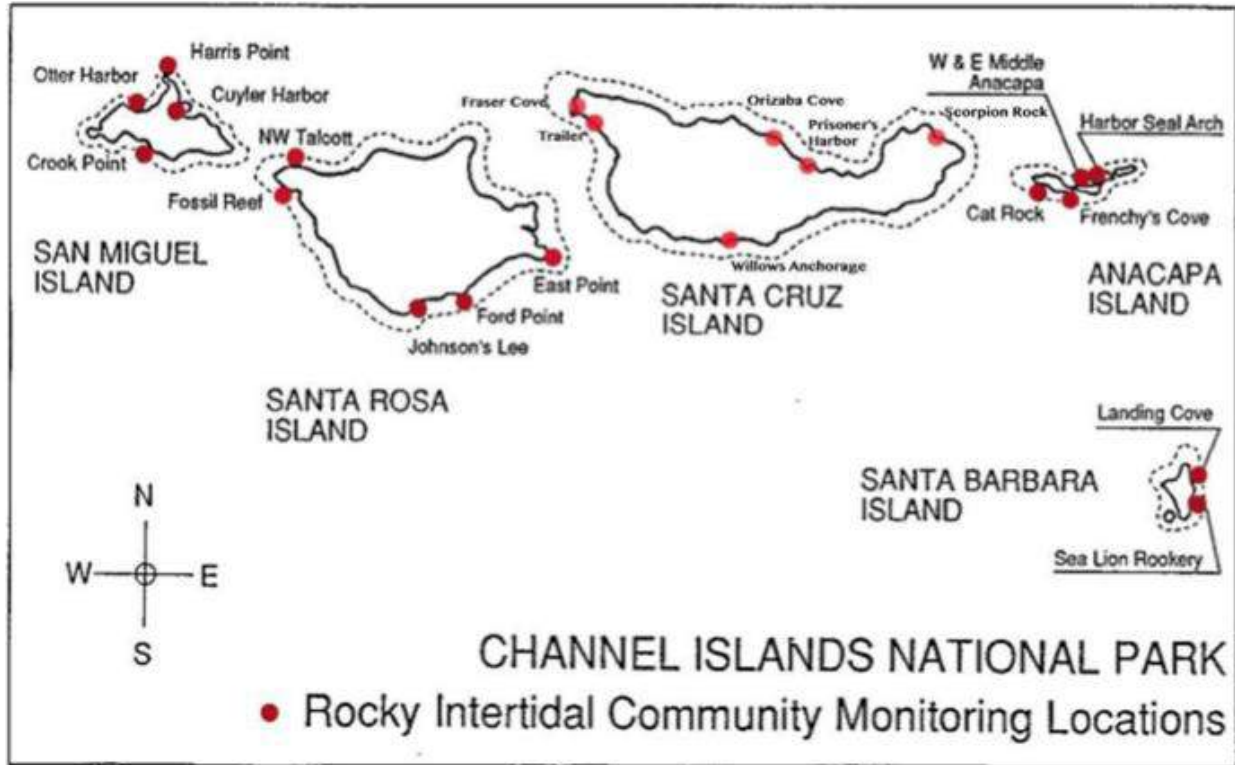 Harris Point
Otter Harbor
Cuyler Harbor
Crook Point
SAN MIGUEL
ISLAND
NW Talcott
Fossil Reef
East Point
Ford Point
Johnson's Lee
SANTA ROSA
ISLAND
Fraser Cove
Trailer
Orizaba Cove
Prisoner's
Harbor
Scorpion Rock
Willows Anchorage
SANTA CRUZ
ISLAND
W & E Middle
Anacapa
Harbor Seal Arch
Cat Rock
Frenchy's Cove
ANACAPA
ISLAND
Landing Cove
SANTA BARBARA
ISLAND
Sea Lion Rookery
N
W E
S
CHANNEL ISLANDS NATIONAL PARK
Rocky Intertidal Community Monitoring Locations